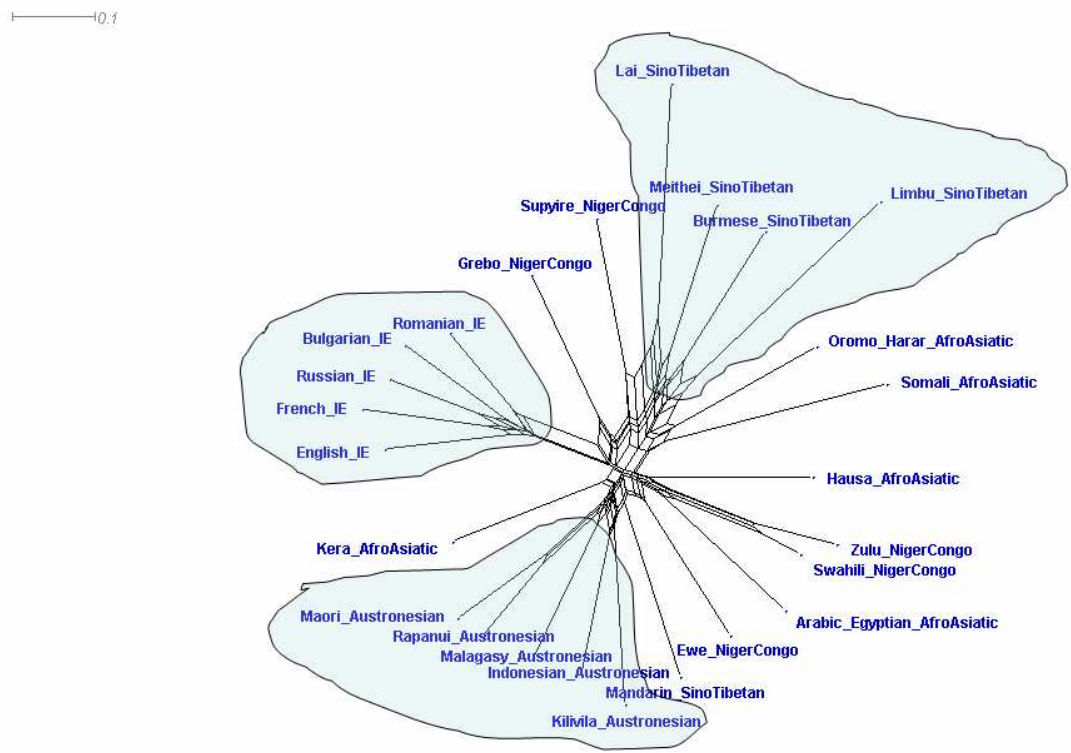 0.1
Lai_SinoTibetan
Meithei_SinoTibetan
Limbu_SinoTibetan
Supyire_NigerCongo
Burmese_SinoTibetan
Grebo_NigerCongo
Romanian_IE
Bulgarian_IE
Oromo_Harar_AfroAsiatic
Russian_IE
Somali_AfroAsiatic
French_IE
English_IE
Hausa_AfroAsiatic
Kera_AfroAsiatic
Zulu_NigerCongo
Swahili_NigerCongo
Maori_Austronesian
Arabic_Egyptian_AfroAsiatic
Rapanui_Austronesian
Ewe_NigerCongo
Malagasy_Austronesian
Indonesian_Austronesian
Mandarin_SinoTibetan
Kilivila_Austronesian